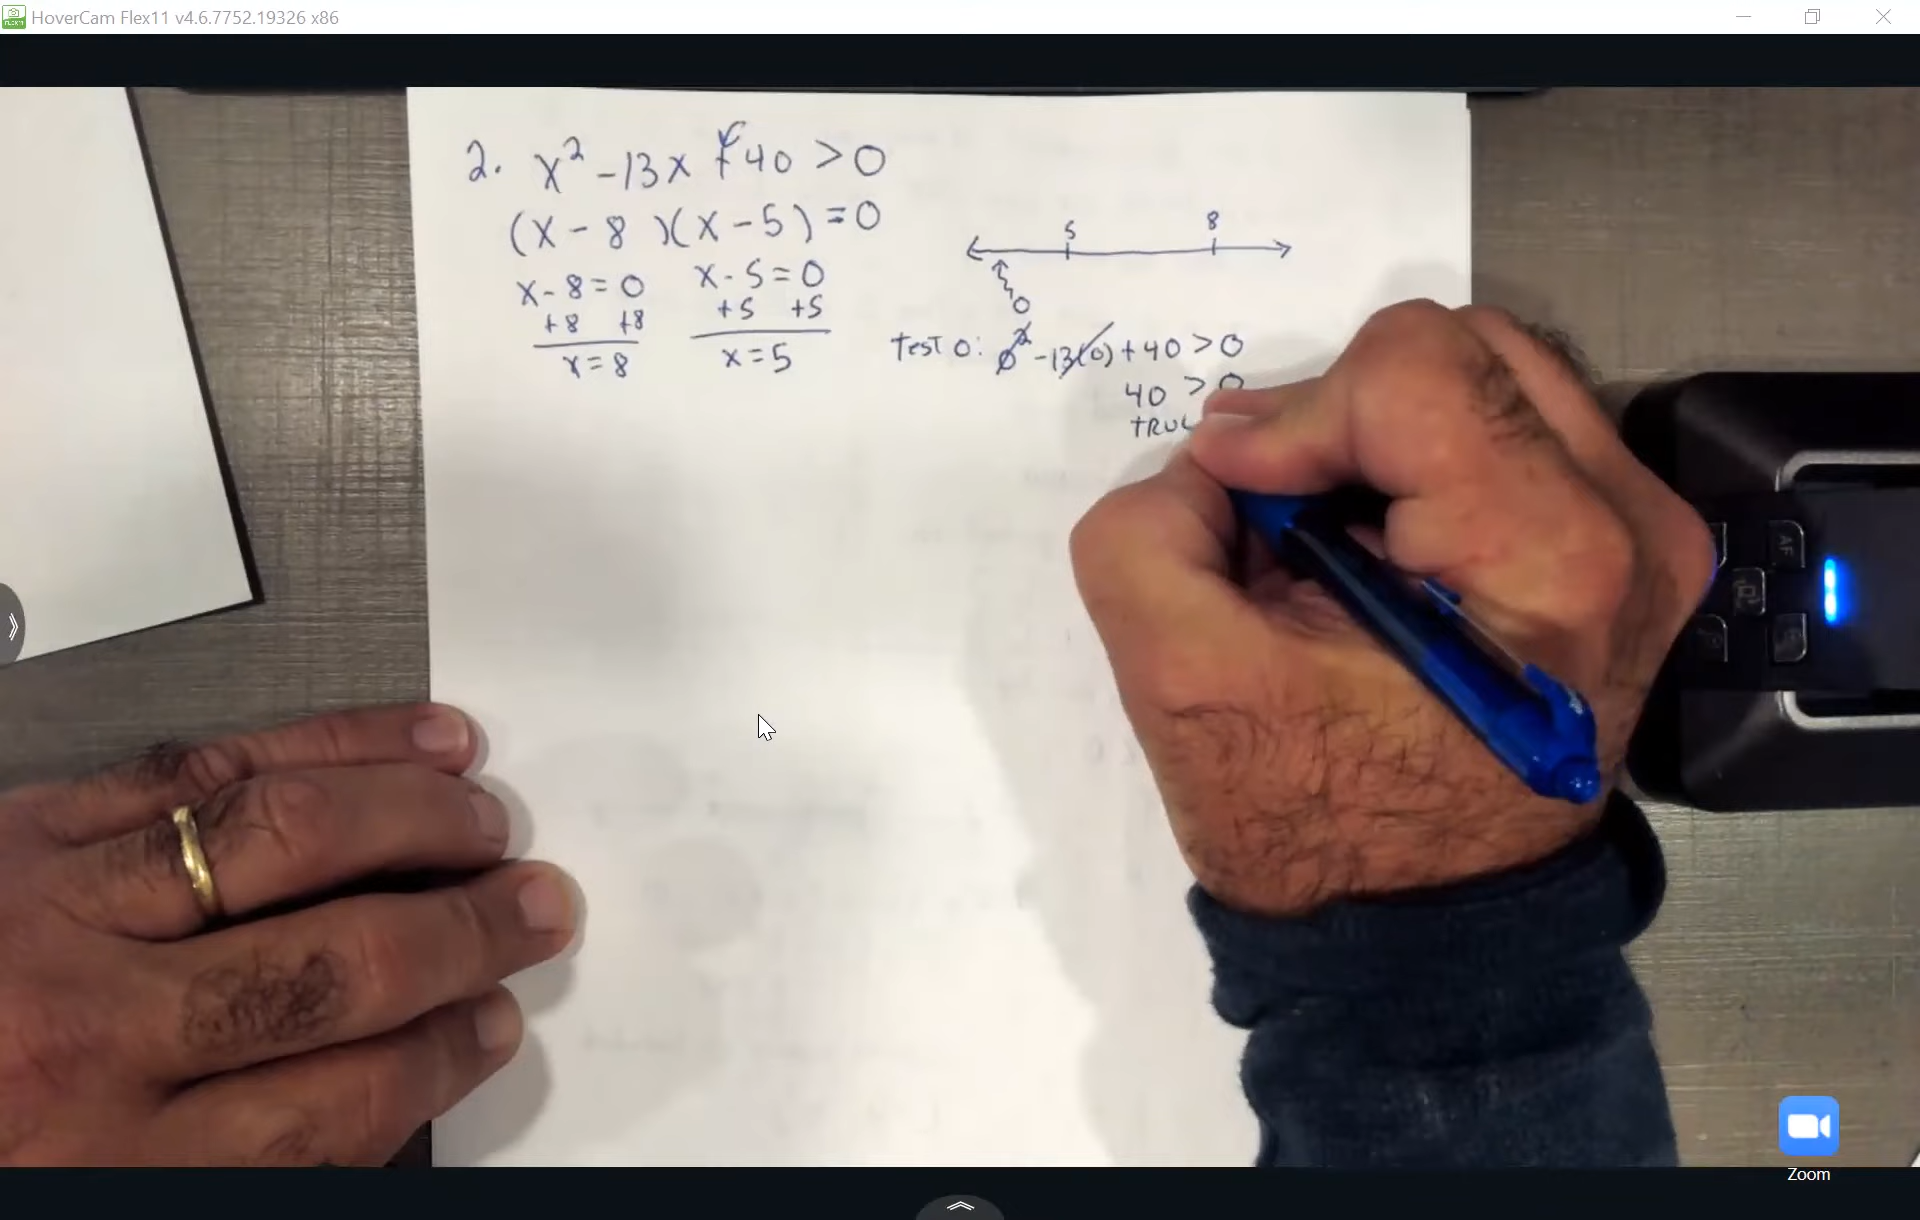 HoverCam Flex11 v4.6.7752.19326 x86
2. x² -13x +40 >0
(x - 8)(x - 5) = 0
x - 8 = 0
+8 +8
x = 8
x - 5 = 0
+5 +5
x = 5
5 8
0
Test 0: 0² -13(0) + 40 > 0
40 > 0
TRUE
AF
Zoom